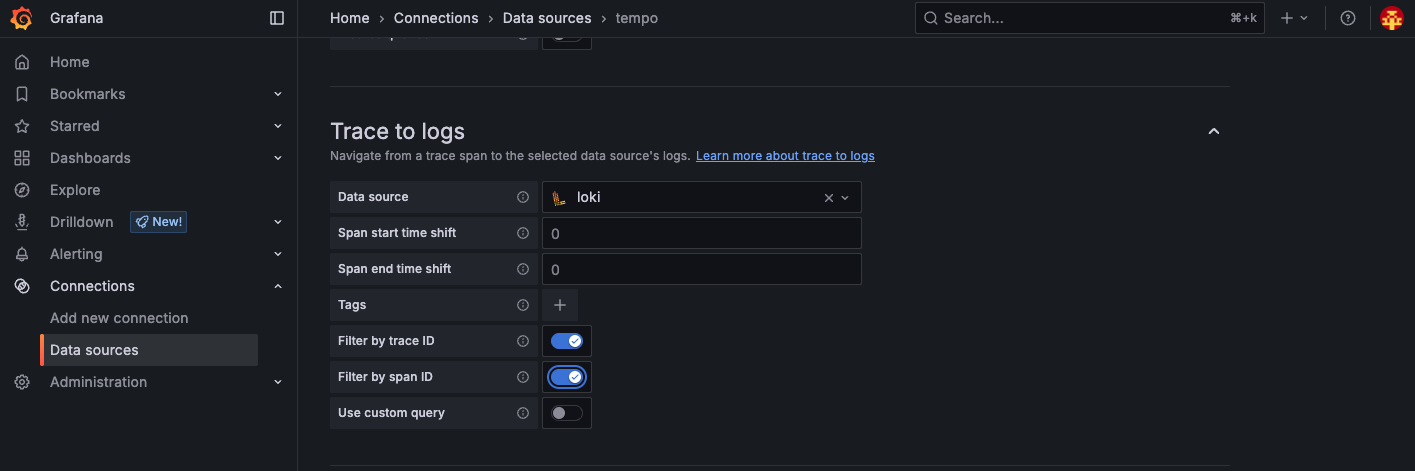 Grafana
Home › Connections › Data sources › tempo
Search...
⌘+k
Home
Bookmarks
Starred
Dashboards
Explore
Drilldown New!
Alerting
Connections
Add new connection
Data sources
Administration
Trace to logs
Navigate from a trace span to the selected data source's logs. Learn more about trace to logs
Data source loki
Span start time shift 0
Span end time shift 0
Tags
Filter by trace ID
Filter by span ID
Use custom query